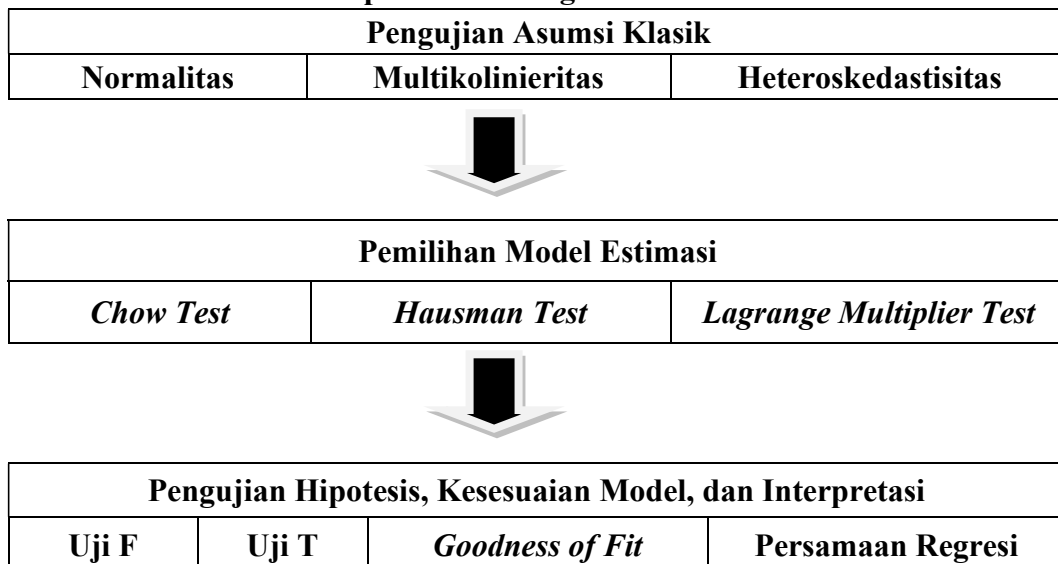 Pengujian Asumsi Klasik
Normalitas Multikolinieritas Heteroskedastisitas
Pemilihan Model Estimasi
Chow Test Hausman Test Lagrange Multiplier Test
Pengujian Hipotesis, Kesesuaian Model, dan Interpretasi
Uji F Uji T Goodness of Fit Persamaan Regresi